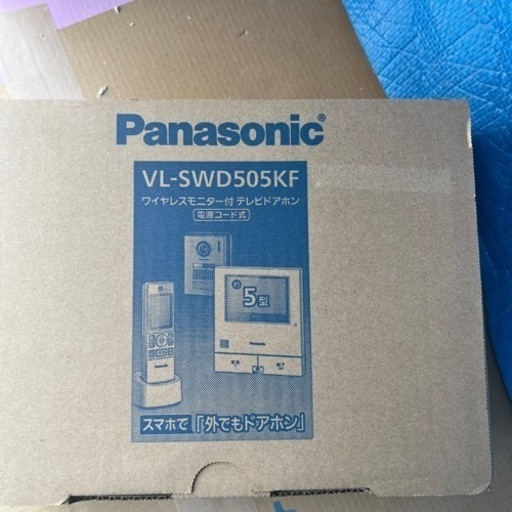 Panasonic
VL-SWD505KF
ワイヤレスモニター付 テレビドアホン
電源コード式
約5型
スマホで「外でもドアホン」